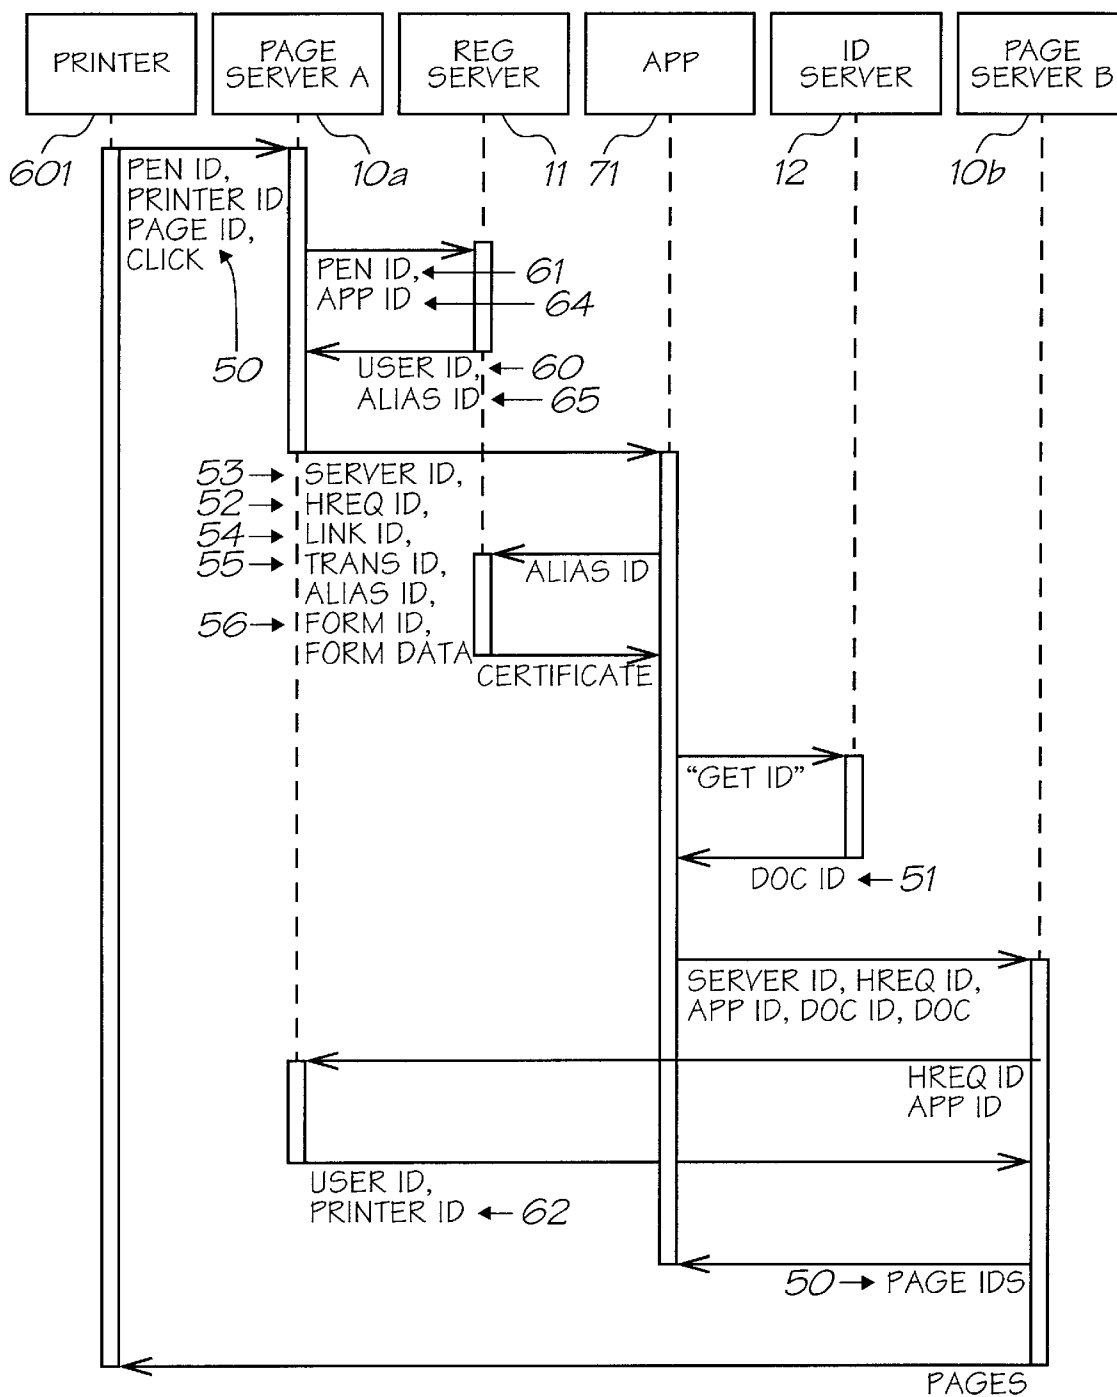 PRINTER
PAGE
SERVER A
REG
SERVER
APP
ID
SERVER
PAGE
SERVER B
601
10a
11
71
12
10b
PEN ID,
PRINTER ID
PAGE ID,
CLICK
50
PEN ID, 61
APP ID 64
USER ID, 60
ALIAS ID 65
53 SERVER ID,
52 HREQ ID,
54 LINK ID,
55 TRANS ID,
ALIAS ID,
56 FORM ID,
FORM DATA
ALIAS ID
CERTIFICATE
“GET ID”
DOC ID 51
SERVER ID, HREQ ID,
APP ID, DOC ID, DOC
HREQ ID
APP ID
USER ID,
PRINTER ID 62
50 PAGE IDS
PAGES